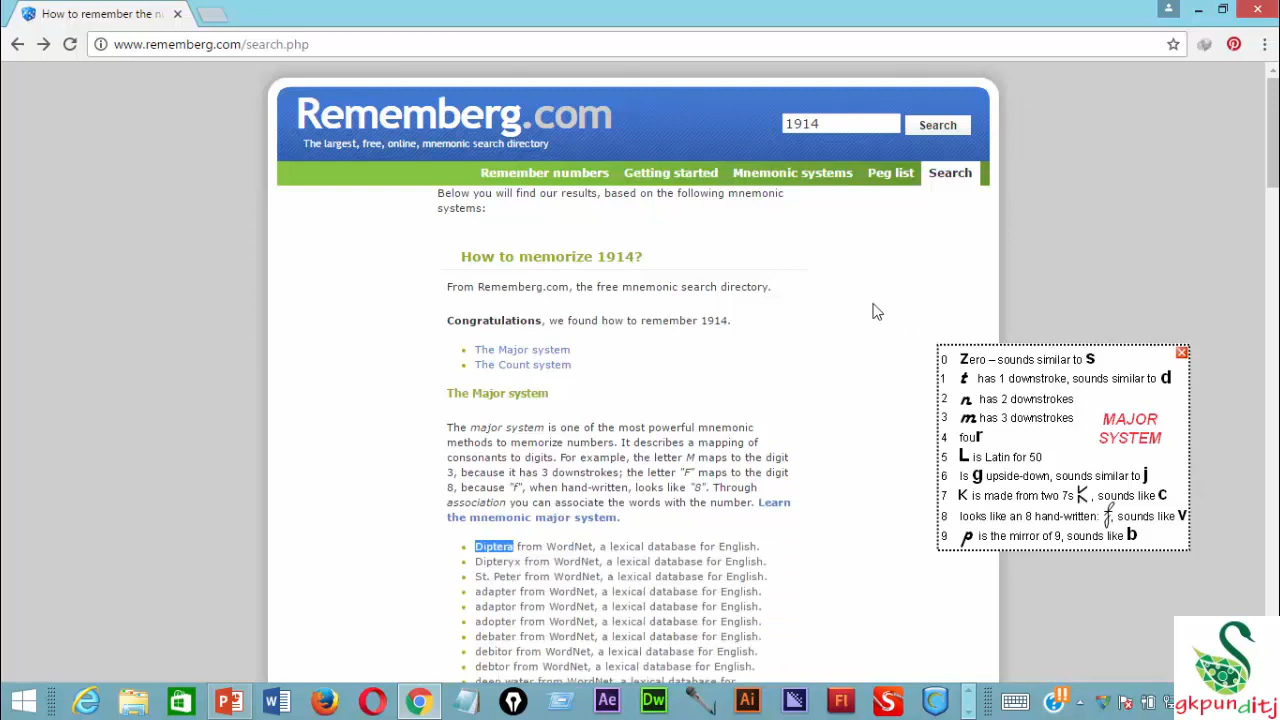 How to remember the nu
www.rememberg.com/search.php
Rememberg.com
The largest, free, online, mnemonic search directory
1914
Search
Remember numbers Getting started Mnemonic systems Peg list Search
Below you will find our results, based on the following mnemonic
systems:
How to memorize 1914?
From Rememberg.com, the free mnemonic search directory.
Congratulations, we found how to remember 1914.
The Major system
The Count system
The Major system
The major system is one of the most powerful mnemonic
methods to memorize numbers. It describes a mapping of
consonants to digits. For example, the letter M maps to the digit
3, because it has 3 downstrokes; the letter "F" maps to the digit
8, because "f", when hand-written, looks like "8". Through
association you can associate the words with the number. Learn
the mnemonic major system.
Diptera from WordNet, a lexical database for English.
Dipteryx from WordNet, a lexical database for English.
St. Peter from WordNet, a lexical database for English.
adapter from WordNet, a lexical database for English.
adaptor from WordNet, a lexical database for English.
adopter from WordNet, a lexical database for English.
debater from WordNet, a lexical database for English.
debitor from WordNet, a lexical database for English.
debtor from WordNet, a lexical database for English.
deep water from WordNet, a lexical database for
0 Zero – sounds similar to s
1 t has 1 downstroke, sounds similar to d
2 n has 2 downstrokes
3 m has 3 downstrokes
4 four
5 L is Latin for 50
6 Is g upside-down, sounds similar to j
7 K is made from two 7s K, sounds like c
8 looks like an 8 hand-written: f, sounds like v
9 p is the mirror of 9, sounds like b
MAJOR
SYSTEM
Ae Dw Ai Fl
gkpunditj